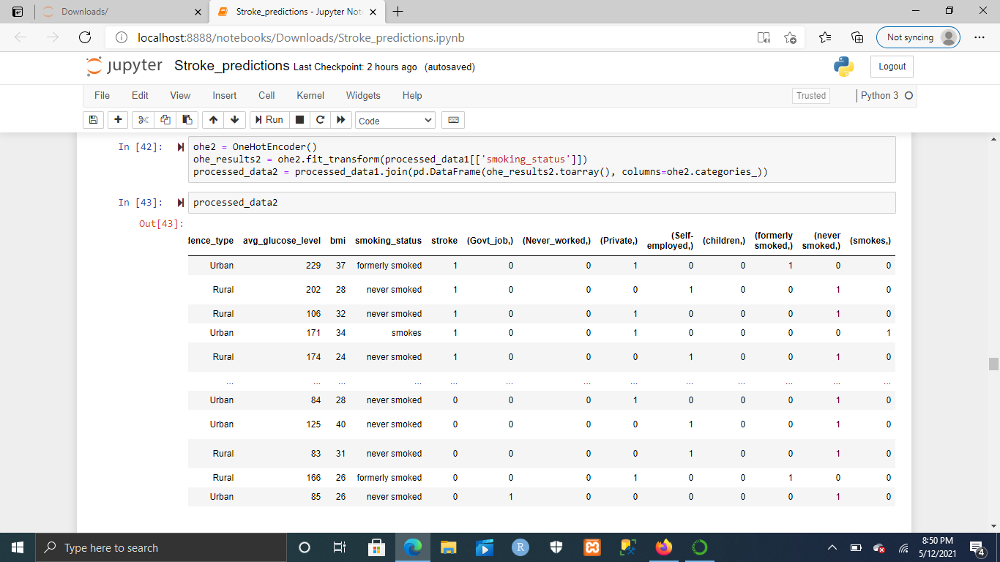 Downloads/
Stroke_predictions - Jupyter Not
localhost:8888/notebooks/Downloads/Stroke_predictions.ipynb
Not syncing
jupyter Stroke_predictions Last Checkpoint: 2 hours ago (autosaved)
Logout
File Edit View Insert Cell Kernel Widgets Help
Trusted
Python 3
Run
Code
In [42]:
ohe2 = OneHotEncoder()
ohe_results2 = ohe2.fit_transform(processed_data1[['smoking_status']])
processed_data2 = processed_data1.join(pd.DataFrame(ohe_results2.toarray(), columns=ohe2.categories_))
In [43]:
processed_data2
Out[43]:
dence_type avg_glucose_level bmi smoking_status stroke (Govt_job,) (Never_worked,) (Private,) (Self-employed,) (children,) (formerly smoked,) (never smoked,) (smokes,)
Urban 229 37 formerly smoked 1 0 0 1 0 0 1 0 0
Rural 202 28 never smoked 1 0 0 0 1 0 0 1 0
Rural 106 32 never smoked 1 0 0 1 0 0 0 1 0
Urban 171 34 smokes 1 0 0 1 0 0 0 0 1
Rural 174 24 never smoked 1 0 0 0 1 0 0 1 0
... ... ... ... ... ... ... ... ... ... ... ... ...
Urban 84 28 never smoked 0 0 0 1 0 0 0 1 0
Urban 125 40 never smoked 0 0 0 0 1 0 0 1 0
Rural 83 31 never smoked 0 0 0 0 1 0 0 1 0
Rural 166 26 formerly smoked 0 0 0 1 0 0 1 0 0
Urban 85 26 never smoked 0 1 0 0 0 0 0 1 0
Type here to search
R
8:50 PM
5/12/2021
4